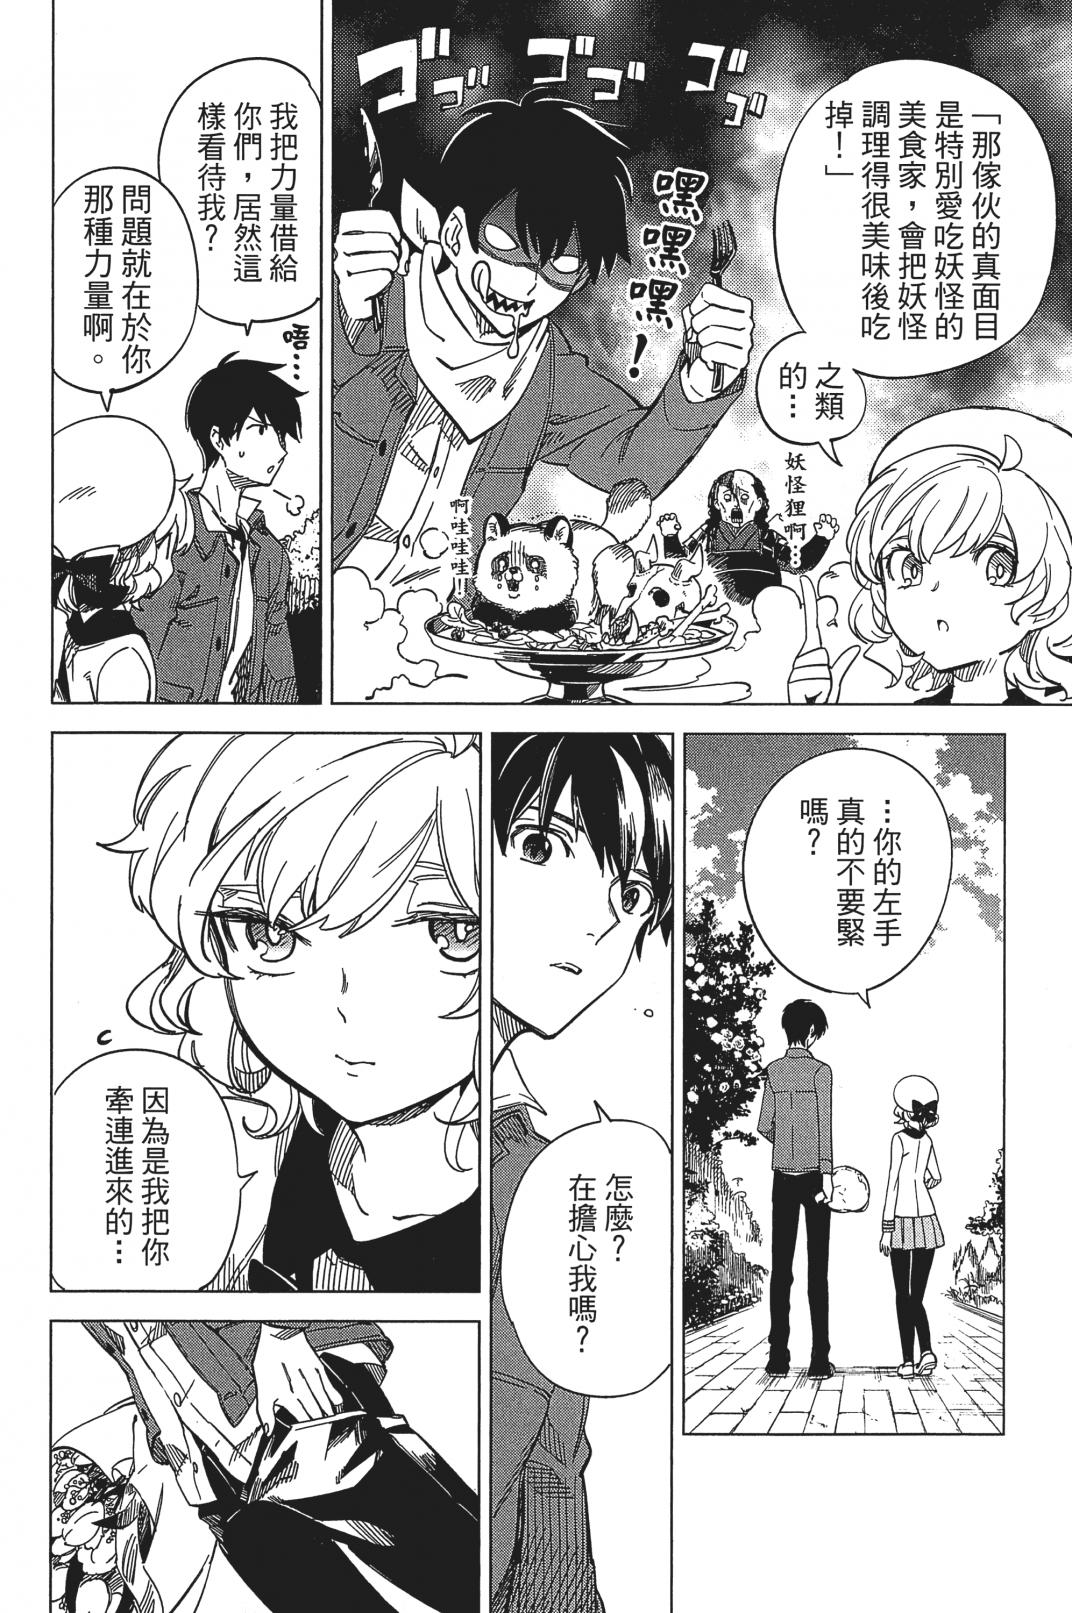 「那傢伙的真面目
是特別愛吃妖怪的
美食家，會把妖怪
調理得很美味後吃
掉！」
之類
的…
ゴゴゴゴゴ
嘿嘿嘿！
妖怪狸啊…
啊哇哇哇！
我把力量借給
你們，居然這
樣看待我？
唔…
問題就在於你
那種力量啊。
…你的左手
真的不要緊
嗎？
怎麼？
在擔心我嗎？
因為是我把你
牽連進來的…